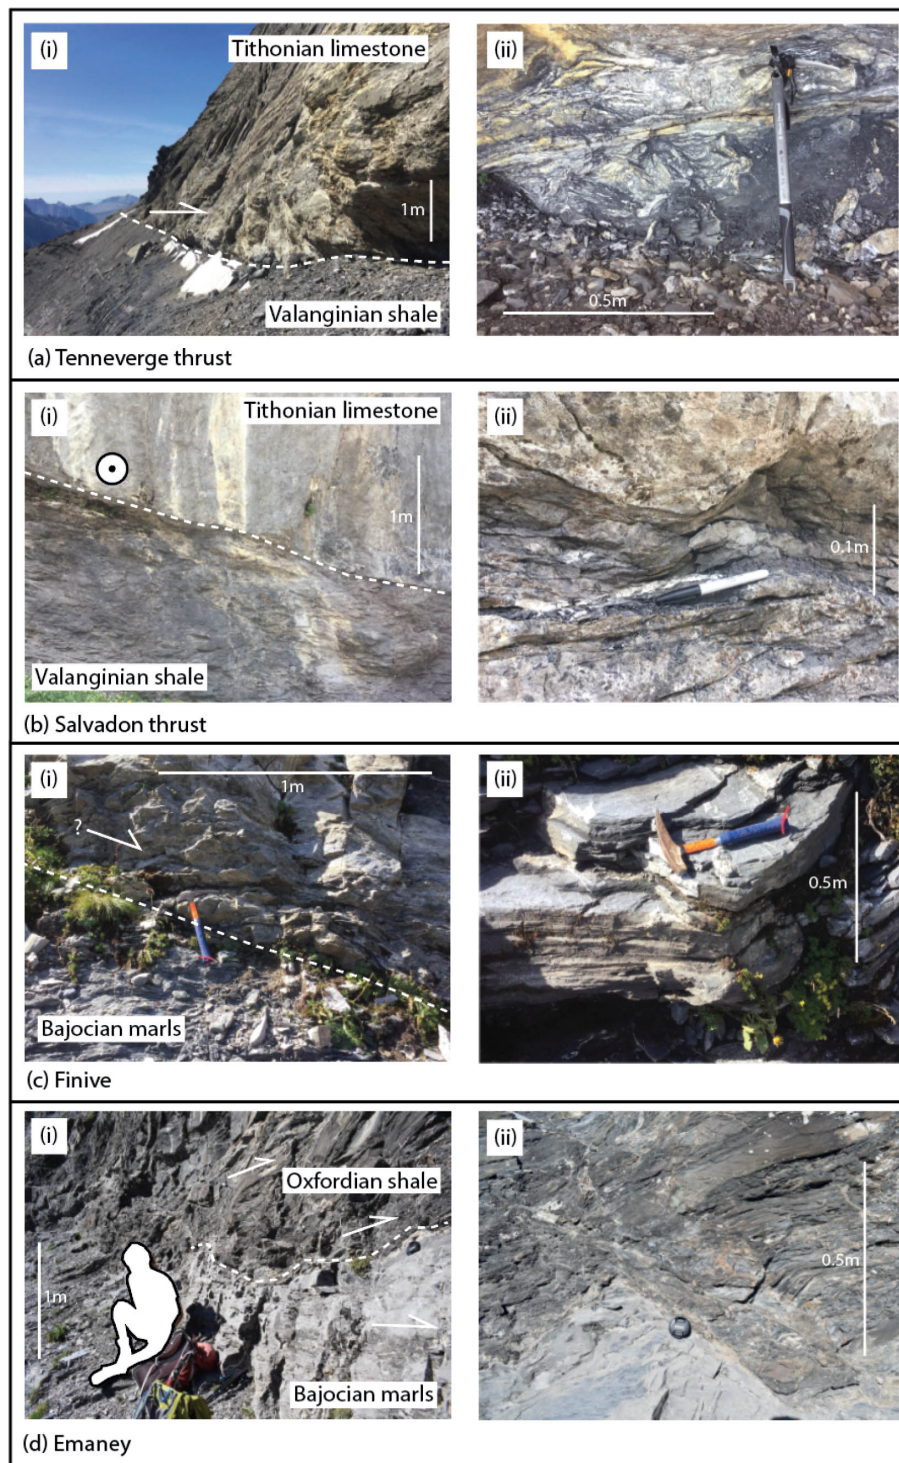 (i)
Tithonian limestone
1m
Valanginian shale
(ii)
0.5m
(a) Tenneverge thrust
(i)
Tithonian limestone
1m
Valanginian shale
(ii)
0.1m
(b) Salvadon thrust
(i)
1m
?
Bajocian marls
(ii)
0.5m
(c) Finive
(i)
Oxfordian shale
1m
Bajocian marls
(ii)
0.5m
(d) Emaney